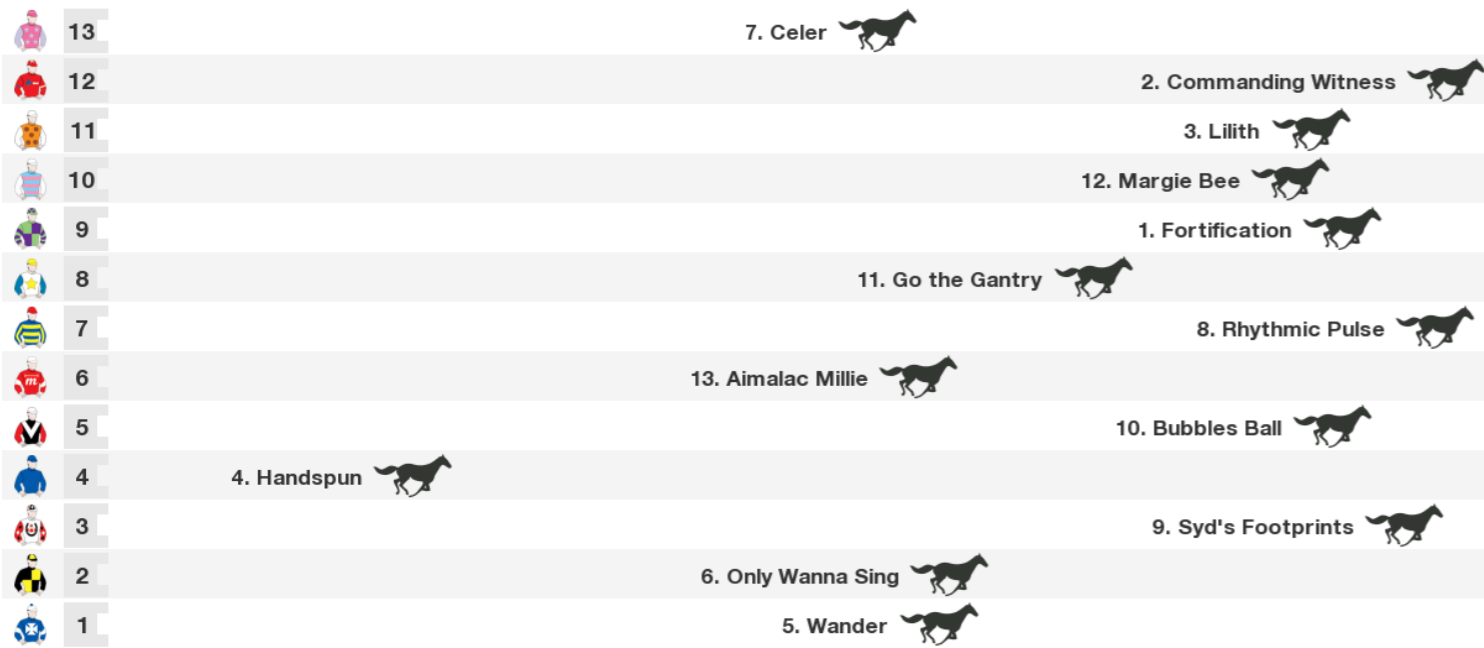 13 7. Celer
12 2. Commanding Witness
11 3. Lilith
10 12. Margie Bee
9 1. Fortification
8 11. Go the Gantry
7 8. Rhythmic Pulse
m 6 13. Aimalac Millie
5 10. Bubbles Ball
4 4. Handspun
3 9. Syd's Footprints
2 6. Only Wanna Sing
1 5. Wander